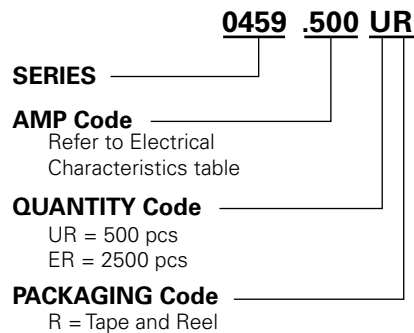 0459 .500 UR
SERIES
AMP Code
Refer to Electrical
Characteristics table
QUANTITY Code
UR = 500 pcs
ER = 2500 pcs
PACKAGING Code
R = Tape and Reel